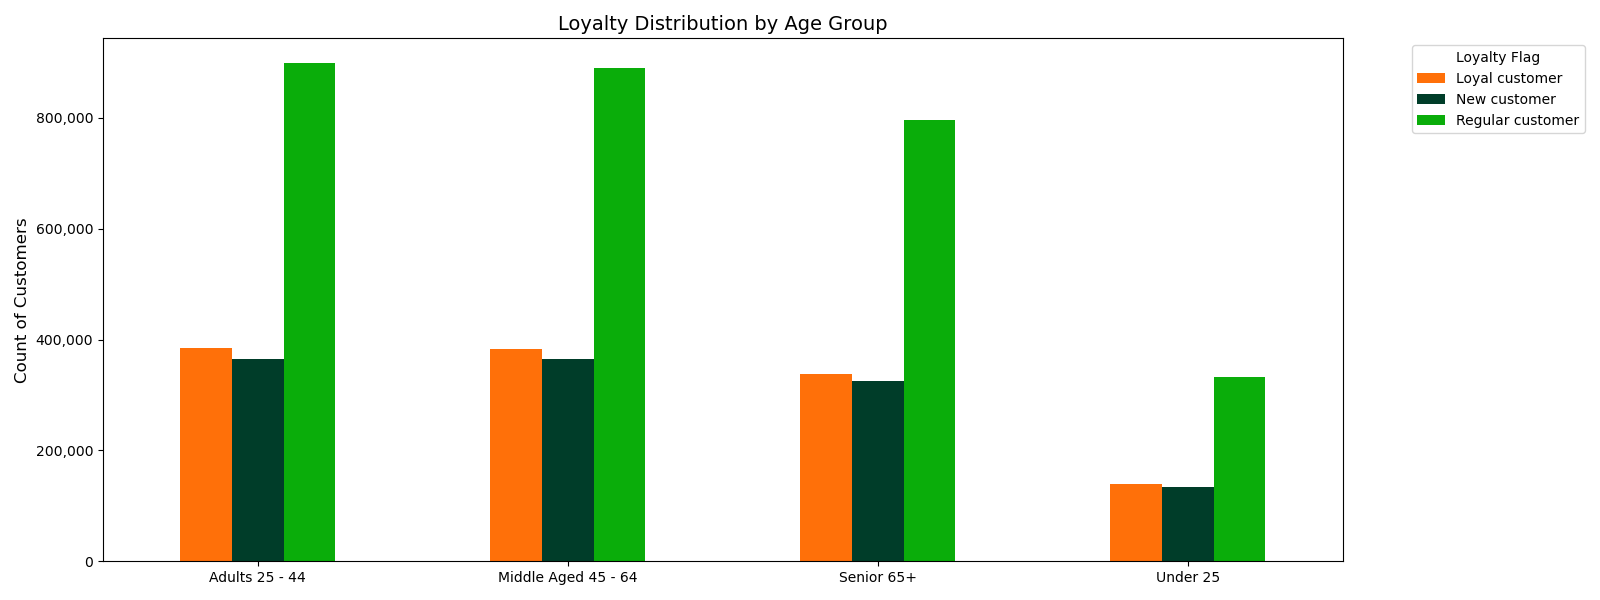 Loyalty Distribution by Age Group
Loyalty Flag
Loyal customer
New customer
Regular customer
Count of Customers
800,000
600,000
400,000
200,000
0
Adults 25 - 44
Middle Aged 45 - 64
Senior 65+
Under 25